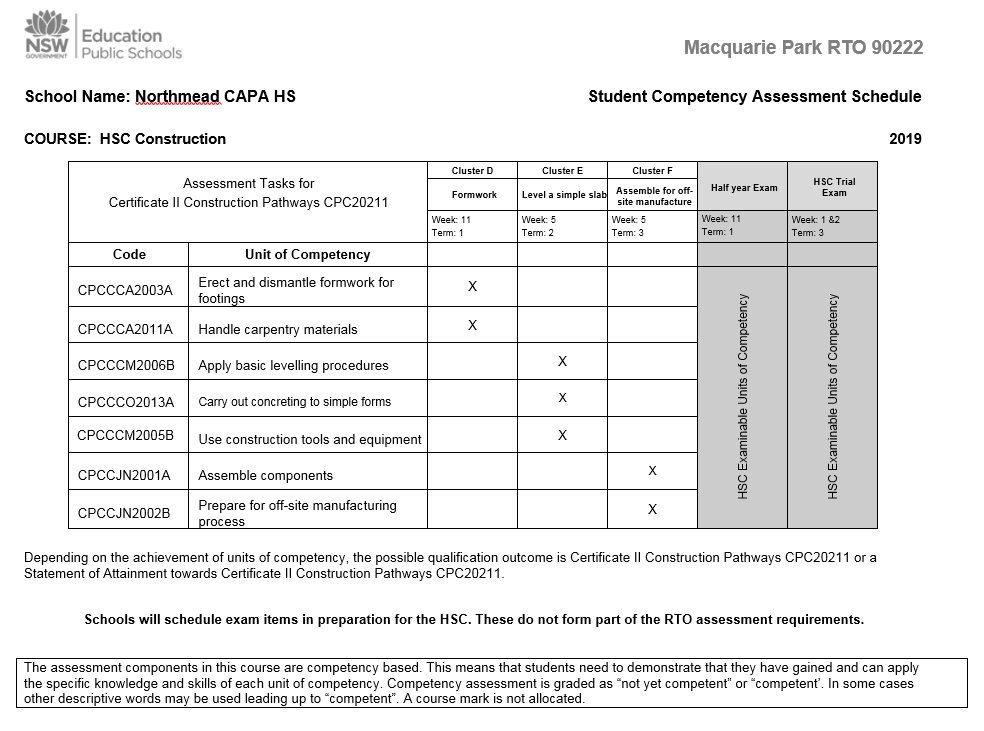 NSW
GOVERNMENT
Education
Public Schools
Macquarie Park RTO 90222
School Name: Northmead CAPA HS
Student Competency Assessment Schedule
COURSE:  HSC Construction
2019
Assessment Tasks for
Certificate II Construction Pathways CPC20211
Cluster D
Cluster E
Cluster F
Half year Exam
HSC Trial
Exam
Formwork
Level a simple slab
Assemble for off-
site manufacture
Week: 11
Term: 1
Week: 5
Term: 2
Week: 5
Term: 3
Week: 11
Term: 1
Week: 1 &2
Term: 3
Code
Unit of Competency
CPCCCA2003A
Erect and dismantle formwork for
footings
X
CPCCCA2011A
Handle carpentry materials
X
CPCCCM2006B
Apply basic levelling procedures
X
CPCCCO2013A
Carry out concreting to simple forms
X
CPCCCM2005B
Use construction tools and equipment
X
CPCCJN2001A
Assemble components
X
CPCCJN2002B
Prepare for off-site manufacturing
process
X
HSC Examinable Units of Competency
HSC Examinable Units of Competency
Depending on the achievement of units of competency, the possible qualification outcome is Certificate II Construction Pathways CPC20211 or a
Statement of Attainment towards Certificate II Construction Pathways CPC20211.
Schools will schedule exam items in preparation for the HSC. These do not form part of the RTO assessment requirements.
The assessment components in this course are competency based. This means that students need to demonstrate that they have gained and can apply
the specific knowledge and skills of each unit of competency. Competency assessment is graded as “not yet competent” or “competent’. In some cases
other descriptive words may be used leading up to “competent”. A course mark is not allocated.